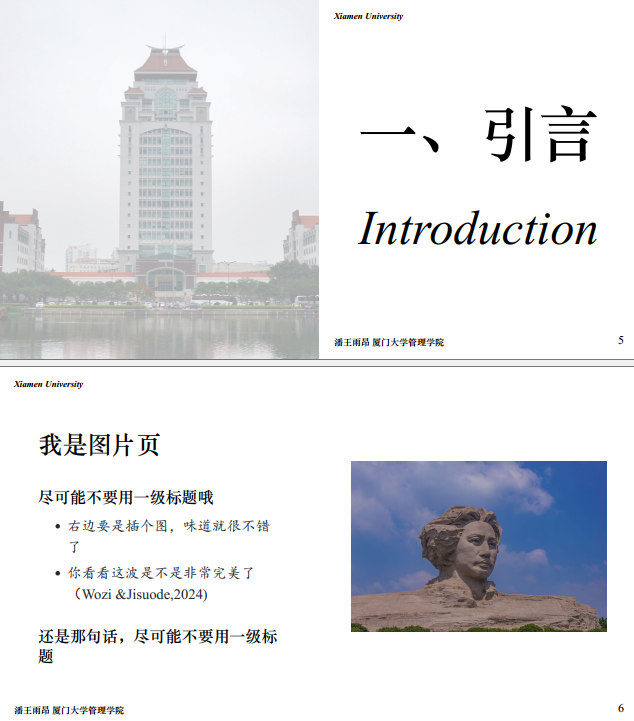 Xiamen University
一、引言
Introduction
潘王雨昂 厦门大学管理学院
5
Xiamen University
我是图片页
尽可能不要用一级标题哦
• 右边要是插个图，味道就很不错
了
• 你看看这波是不是非常完美了
（Wozi &Jisuode,2024)
还是那句话，尽可能不要用一级标
题
潘王雨昂 厦门大学管理学院
6